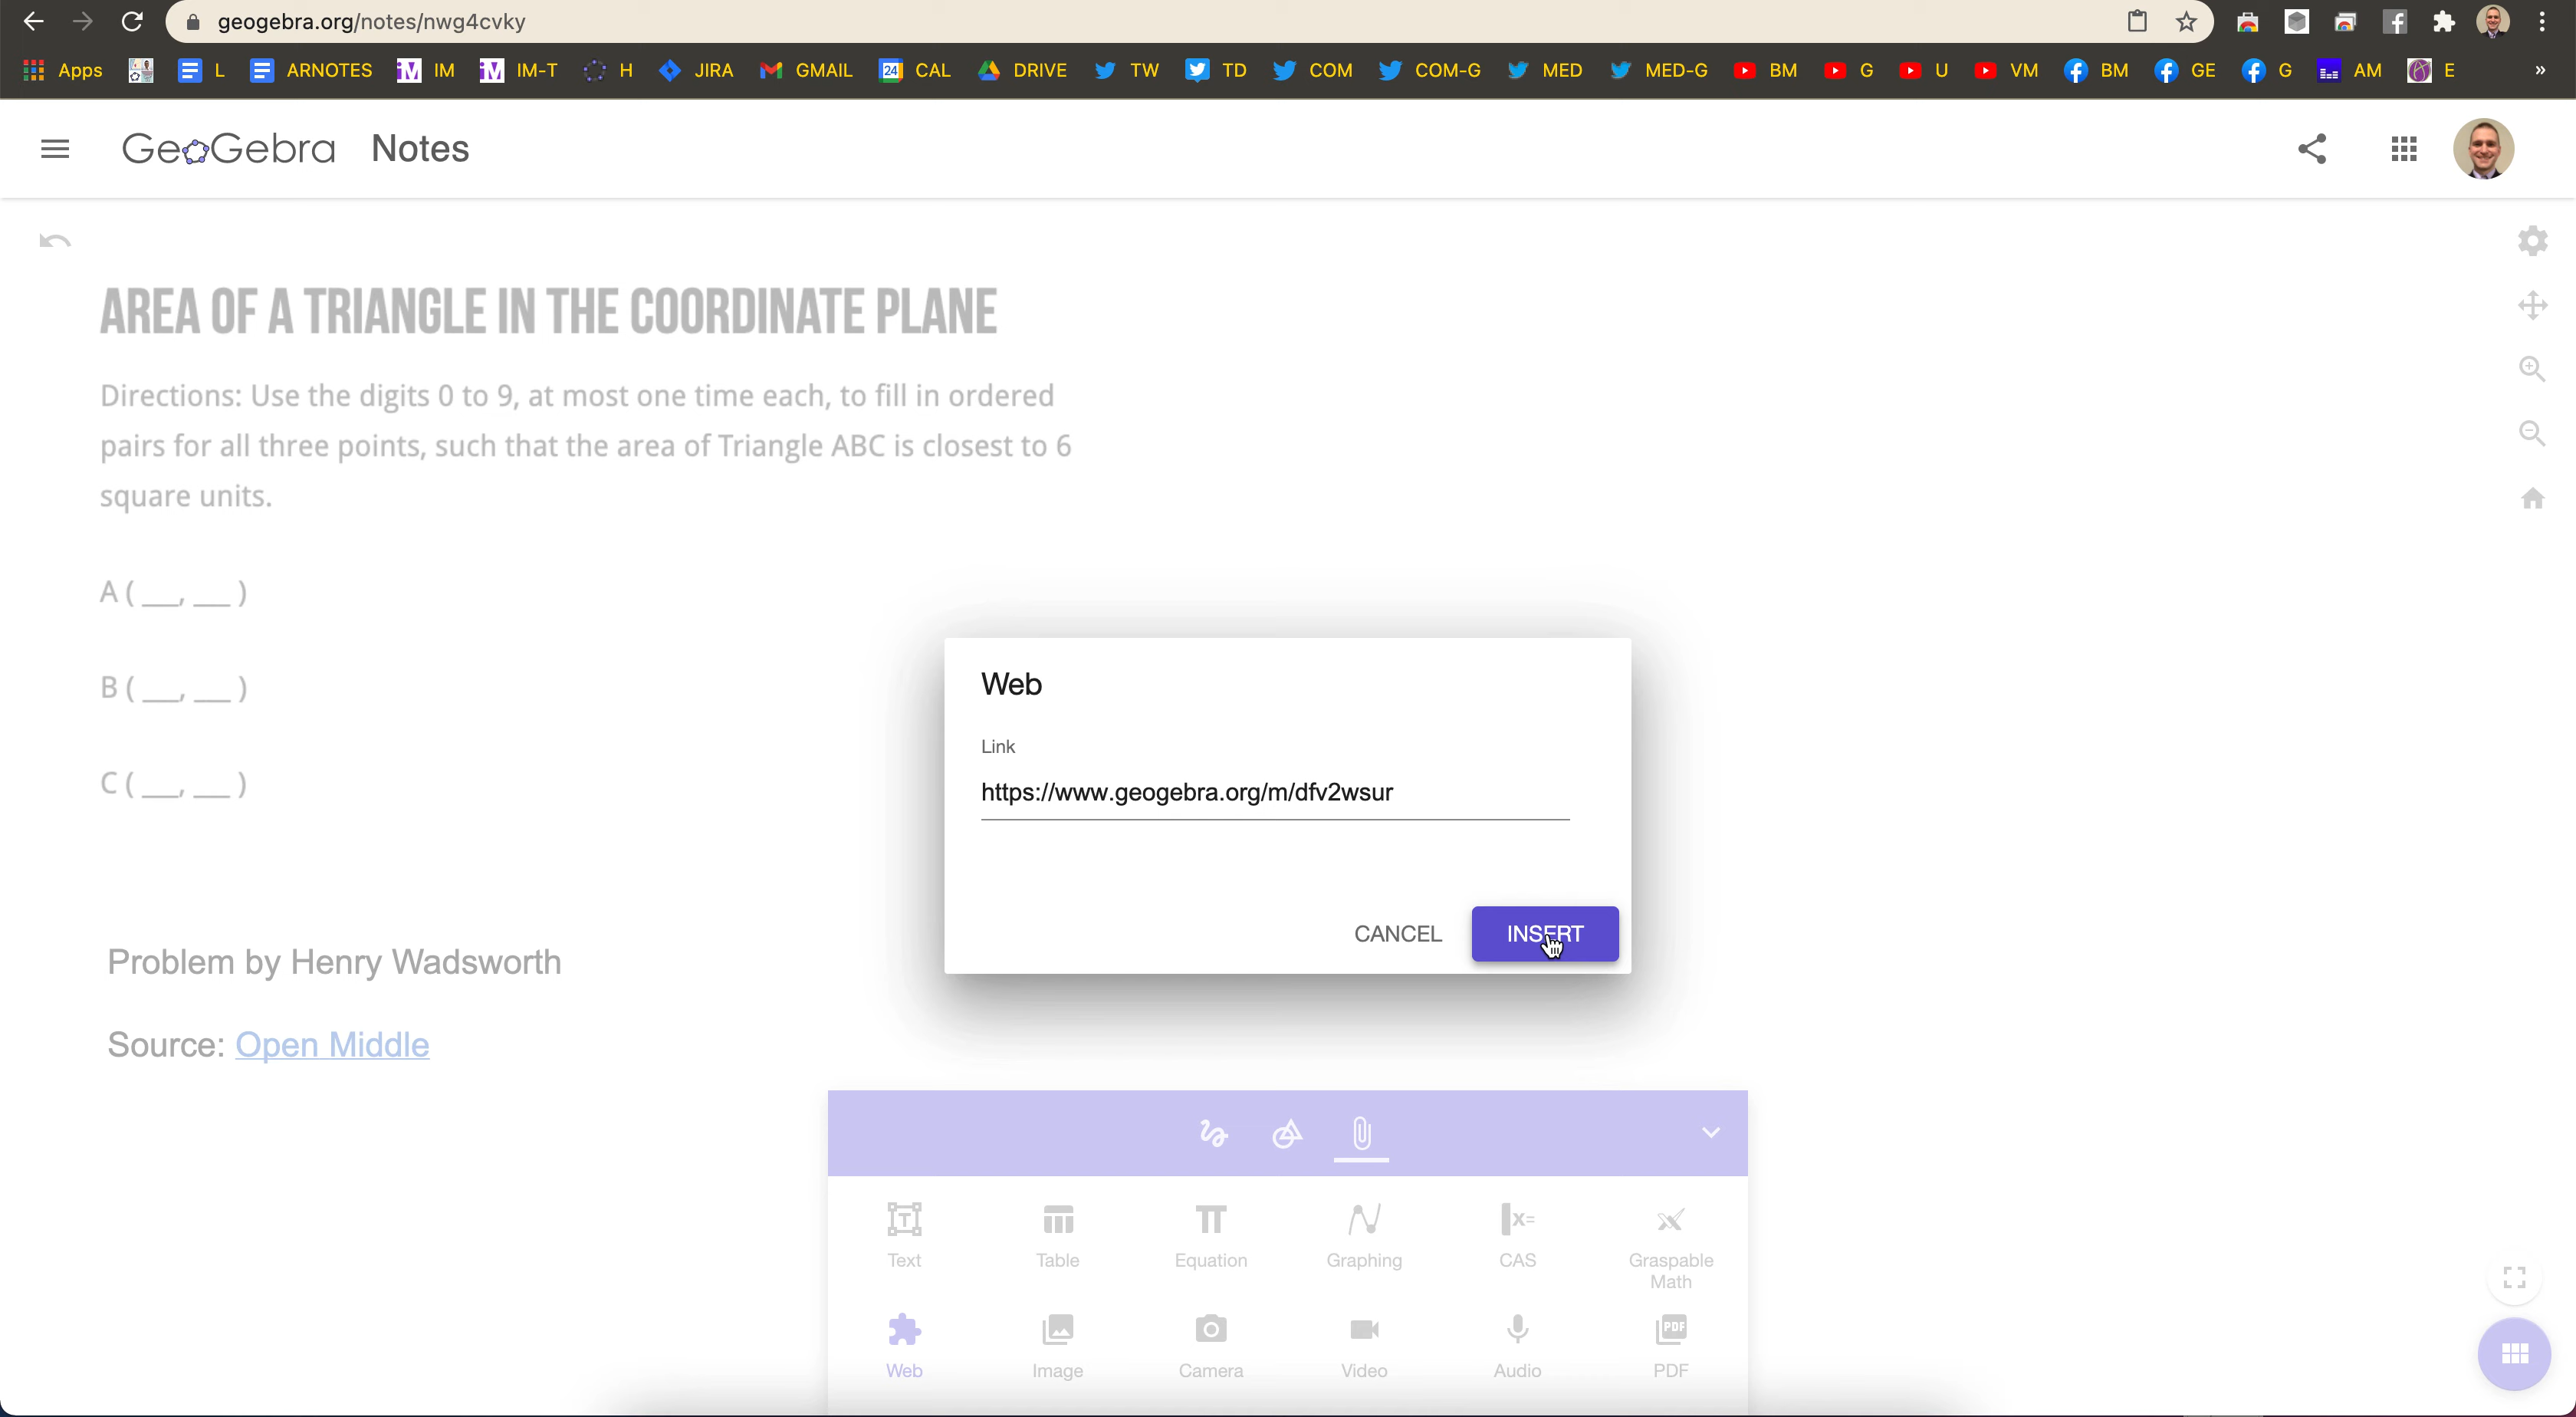 geogebra.org/notes/nwg4cvky
Apps L ARNOTES IM IM-T H JIRA GMAIL 24 CAL DRIVE TW TD COM COM-G MED MED-G BM G U VM BM GE G AM E »
GeoGebra Notes
AREA OF A TRIANGLE IN THE COORDINATE PLANE
Directions: Use the digits 0 to 9, at most one time each, to fill in ordered
pairs for all three points, such that the area of Triangle ABC is closest to 6
square units.
A ( __, __ )
B ( __, __ )
C ( __, __ )
Problem by Henry Wadsworth
Source: Open Middle
Web
Link
https://www.geogebra.org/m/dfv2wsur
CANCEL INSERT
Text Table Equation Graphing CAS Graspable
Math
Web Image Camera Video Audio PDF